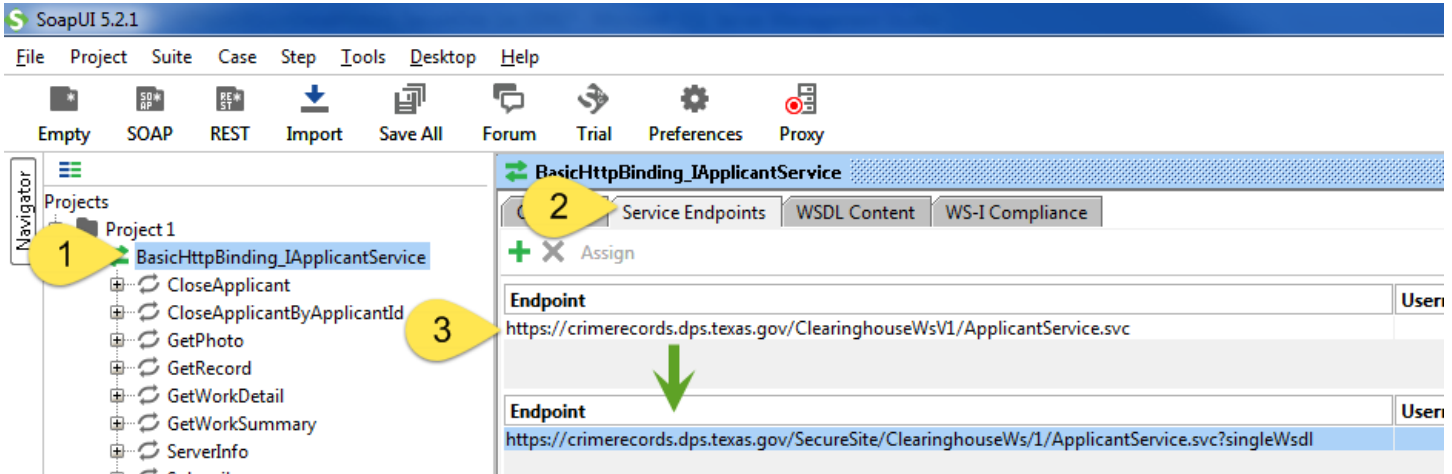 SoapUI 5.2.1
File Project Suite Case Step Tools Desktop Help
Empty SOAP REST Import Save All Forum Trial Preferences Proxy
Navigator
Projects
Project 1
1
BasicHttpBinding_IApplicantService
CloseApplicant
CloseApplicantByApplicantId
GetPhoto
GetRecord
GetWorkDetail
GetWorkSummary
ServerInfo
BasicHttpBinding_IApplicantService
2
Service Endpoints WSDL Content WS-I Compliance
Assign
Endpoint
3
https://crimerecords.dps.texas.gov/ClearinghouseWsV1/ApplicantService.svc
Endpoint
https://crimerecords.dps.texas.gov/SecureSite/ClearinghouseWs/1/ApplicantService.svc?singleWsdl